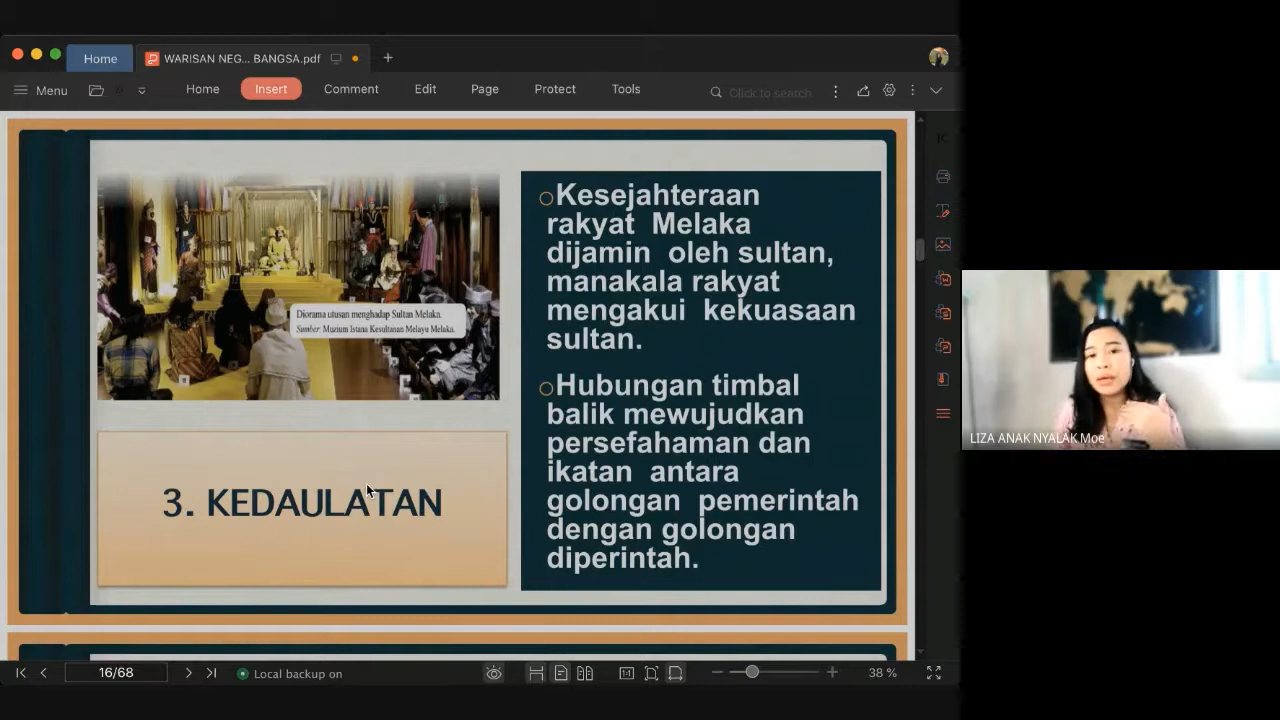 Home
WARISAN NEG... BANGSA.pdf
Menu
Home
Insert
Comment
Edit
Page
Protect
Tools
Click to search
Diorama utusan menghadap Sultan Melaka.
Sumber: Muzium Istana Kesultanan Melayu Melaka.
3. KEDAULATAN
Kesejahteraan
rakyat Melaka
dijamin oleh sultan,
manakala rakyat
mengakui kekuasaan
sultan.
Hubungan timbal
balik mewujudkan
persefahaman dan
ikatan antara
golongan pemerintah
dengan golongan
diperintah.
LIZA ANAK NYALAK Moe
16/68
Local backup on
1:1
38 %